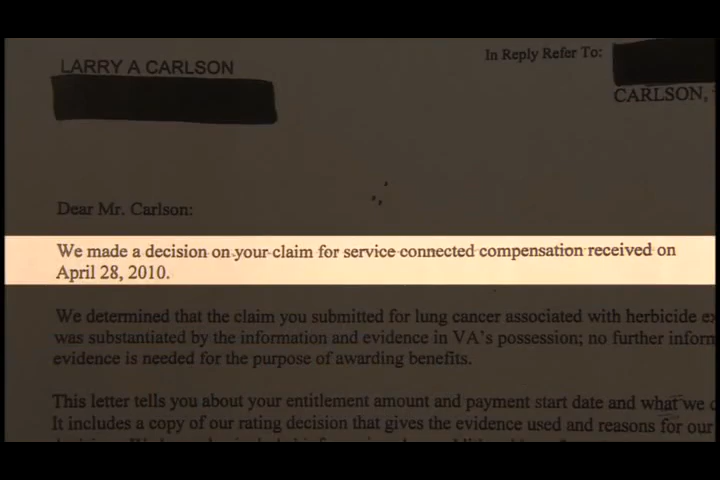 LARRY A CARLSON
In Reply Refer To:
CARLSON,
Dear Mr. Carlson:
We made a decision on your claim for service connected compensation received on
April 28, 2010.
We determined that the claim you submitted for lung cancer associated with herbicide
was substantiated by the information and evidence in VA's possession; no further
evidence is needed for the purpose of awarding benefits.
This letter tells you about your entitlement amount and payment start date and what we
It includes a copy of our rating decision that gives the evidence used and reasons for our